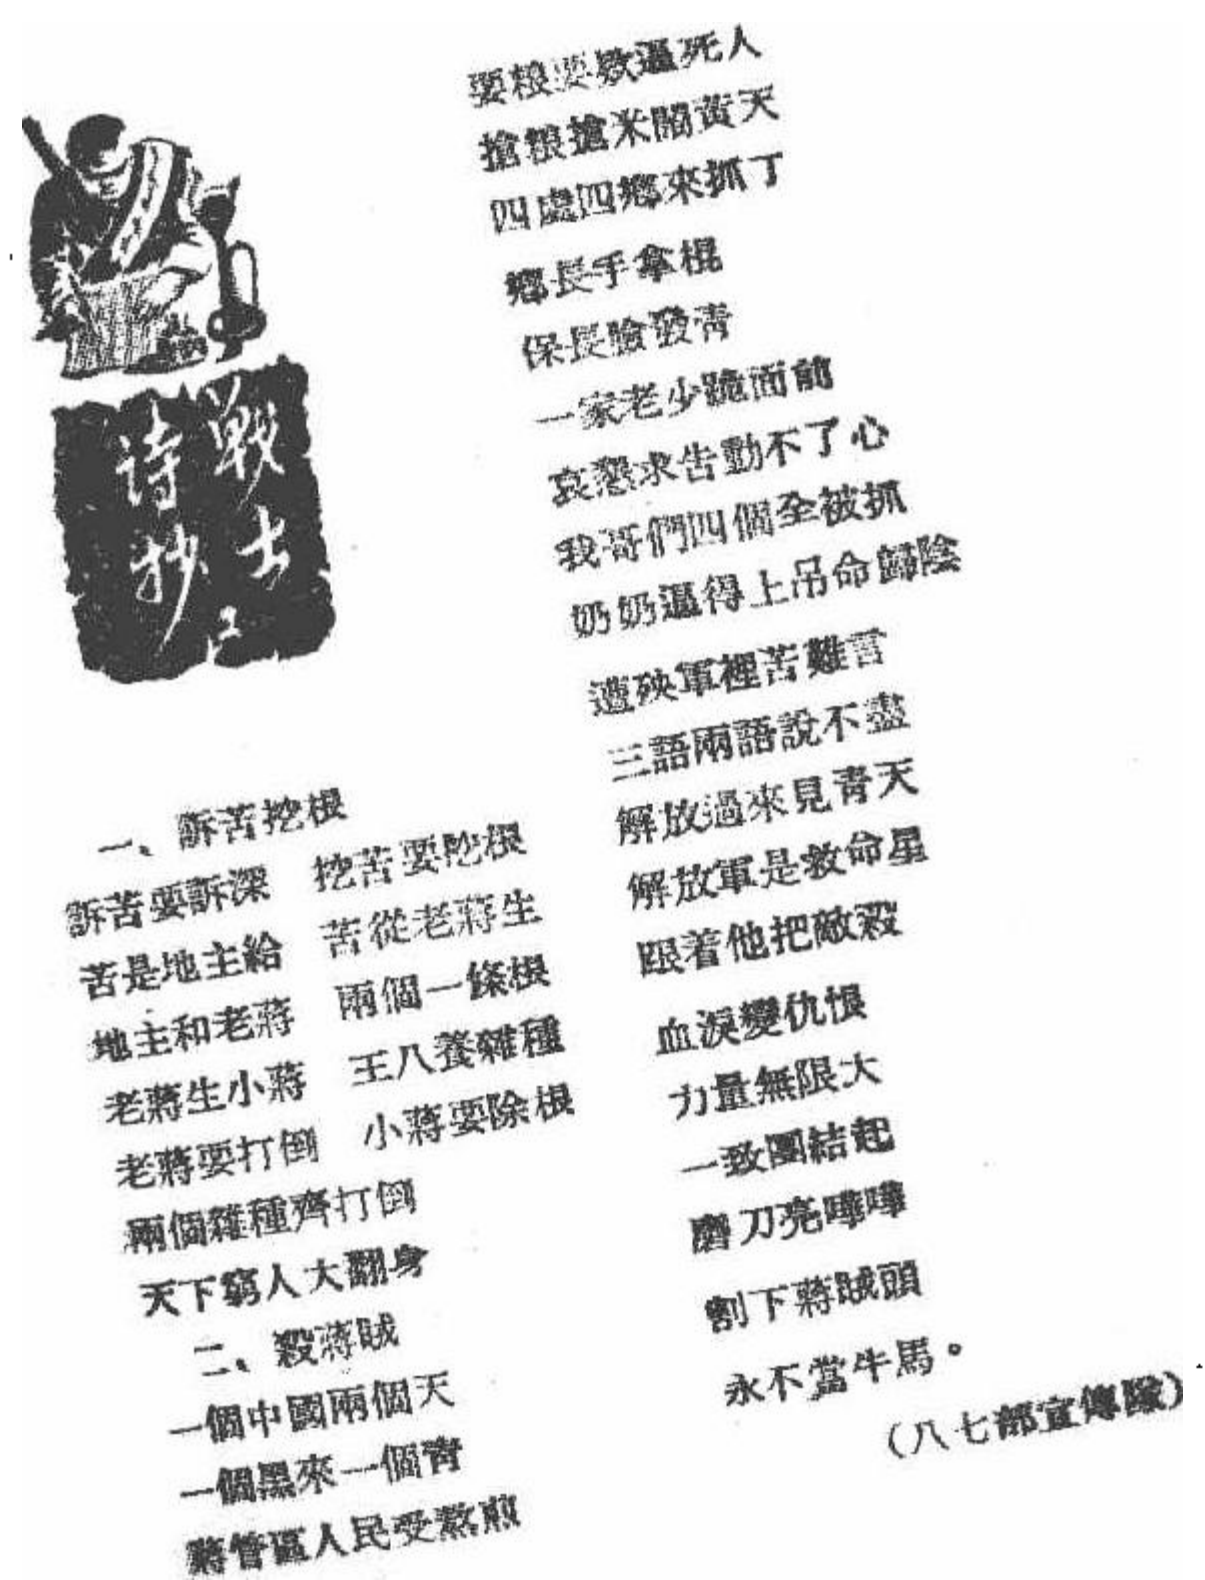 戰士
詩抄
一、訴苦挖根
訴苦要訴深　挖苦要挖根
苦是地主給　苦從老蔣生
地主和老蔣　兩個一條根
老蔣生小蔣　王八養雜種
老蔣要打倒　小蔣要除根
兩個雜種齊打倒
天下窮人大翻身
二、殺蔣賊
一個中國兩個天
一個黑來一個青
蔣管區人民受熬煎
要粮要款逼死人
搶粮搶米鬧黃天
四處四鄉來抓丁
鄉長手拿棍
保長臉發青
一家老少跪面前
哀懇求告動不了心
我哥們四個全被抓
奶奶逼得上吊命歸陰
遭殃軍裡苦難言
三語兩語說不盡
解放過來見青天
解放軍是救命星
跟着他把敵殺
血淚變仇恨
力量無限大
一致團結起
磨刀亮嘩嘩
割下蔣賊頭
永不當牛馬。
（八七部宣傳隊）